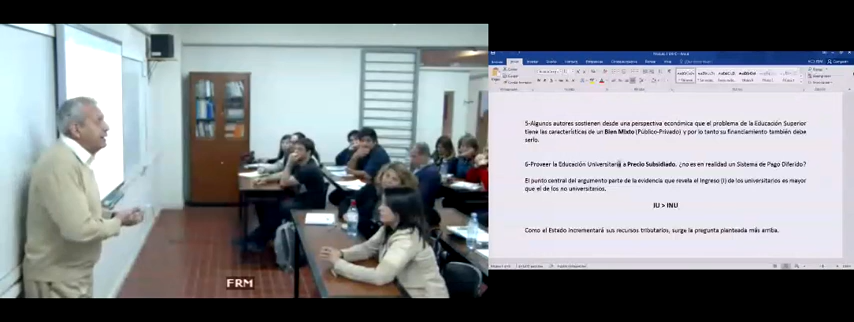 FRM
5-Algunos autores sostienen desde una perspectiva económica que el problema de la Educación Superior
tiene las características de un Bien Mixto (Público-Privado) y por lo tanto su financiamiento también debe
serlo.
6-Proveer la Educación Universitaria a Precio Subsidiado. ¿no es en realidad un Sistema de Pago Diferido?
El punto central del argumento parte de la evidencia que revela el Ingreso (I) de los universitarios es mayor
que el de los no universitarios.
IU > INU
Como el Estado incrementará sus recursos tributarios, surge la pregunta planteada más arriba.